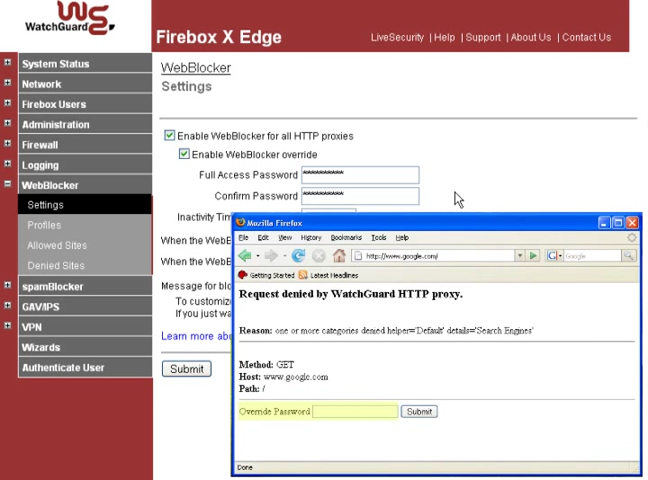 WatchGuard
Firebox X Edge
LiveSecurity | Help | Support | About Us | Contact Us
System Status
Network
Firebox Users
Administration
Firewall
Logging
WebBlocker
Settings
Profiles
Allowed Sites
Denied Sites
spamBlocker
GAV/IPS
VPN
Wizards
Authenticate User
WebBlocker
Settings
Enable WebBlocker for all HTTP proxies
Enable WebBlocker override
Full Access Password **********
Confirm Password **********
Inactivity Tim
When the WebB
When the WebB
Message for blo
To customiz
If you just wa
Learn more abo
Submit
Mozilla Firefox
File Edit View History Bookmarks Tools Help
http://www.google.com/
Google
Getting Started Latest Headlines
Request denied by WatchGuard HTTP proxy.
Reason: one or more categories denied helper='Default' details='Search Engines'
Method: GET
Host: www.google.com
Path: /
Override Password Submit
Done